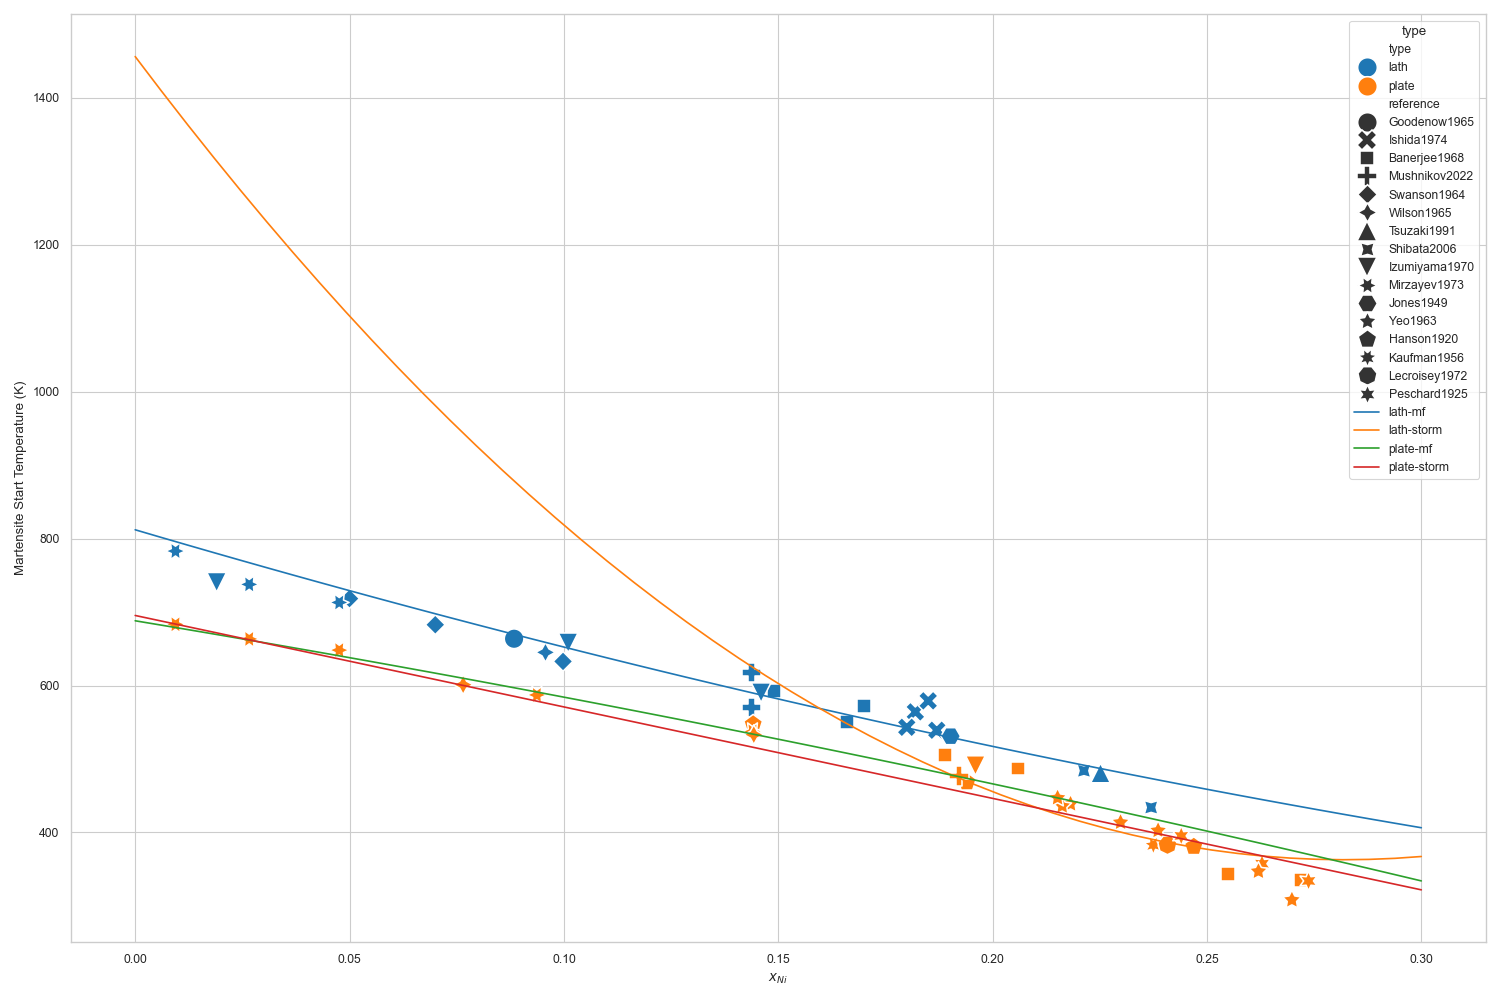 type
type
lath
plate
reference
Goodenow1965
Ishida1974
Banerjee1968
Mushnikov2022
Swanson1964
Wilson1965
Tsuzaki1991
Shibata2006
Izumiyama1970
Mirzayev1973
Jones1949
Yeo1963
Hanson1920
Kaufman1956
Lecroisey1972
Peschard1925
lath-mf
lath-storm
plate-mf
plate-storm
1400
1200
1000
800
600
400
Martensite Start Temperature (K)
0.00 0.05 0.10 0.15 0.20 0.25 0.30
x_{Ni}